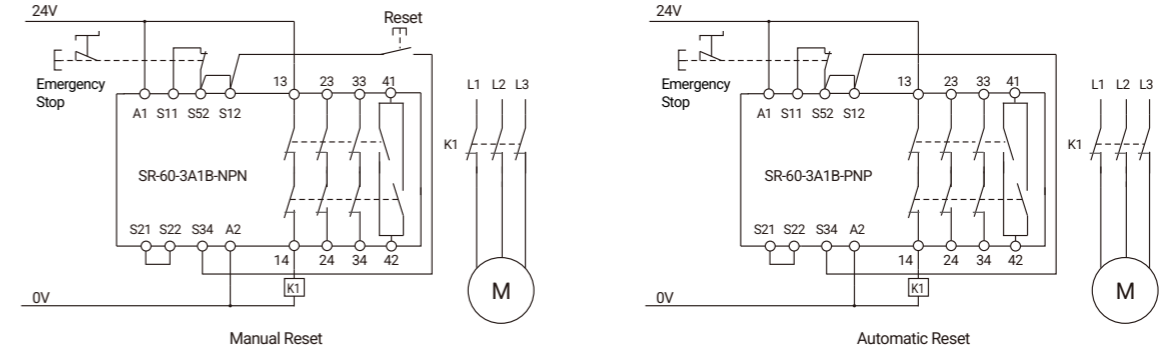 24V
Reset
Emergency
Stop
13 23 33 41
A1 S11 S52 S12
L1 L2 L3
K1
SR-60-3A1B-NPN
S21 S22 S34 A2
14 24 34 42
K1
M
0V
Manual Reset
24V
Emergency
Stop
13 23 33 41
A1 S11 S52 S12
L1 L2 L3
K1
SR-60-3A1B-PNP
S21 S22 S34 A2
14 24 34 42
K1
M
0V
Automatic Reset